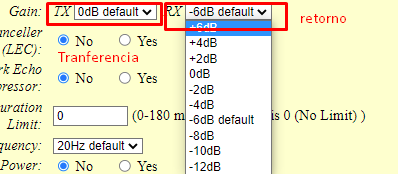 Gain: TX 0dB default RX -6dB default retorno
+6dB
anceller No Yes +4dB
(LEC): Tranferencia +2dB
rk Echo 0dB
pressor: No Yes -2dB
-4dB
uration Limit: 0 (0-180 m -6dB default is 0 (No Limit) )
-8dB
quency: 20Hz default -10dB
Power: No Yes -12dB